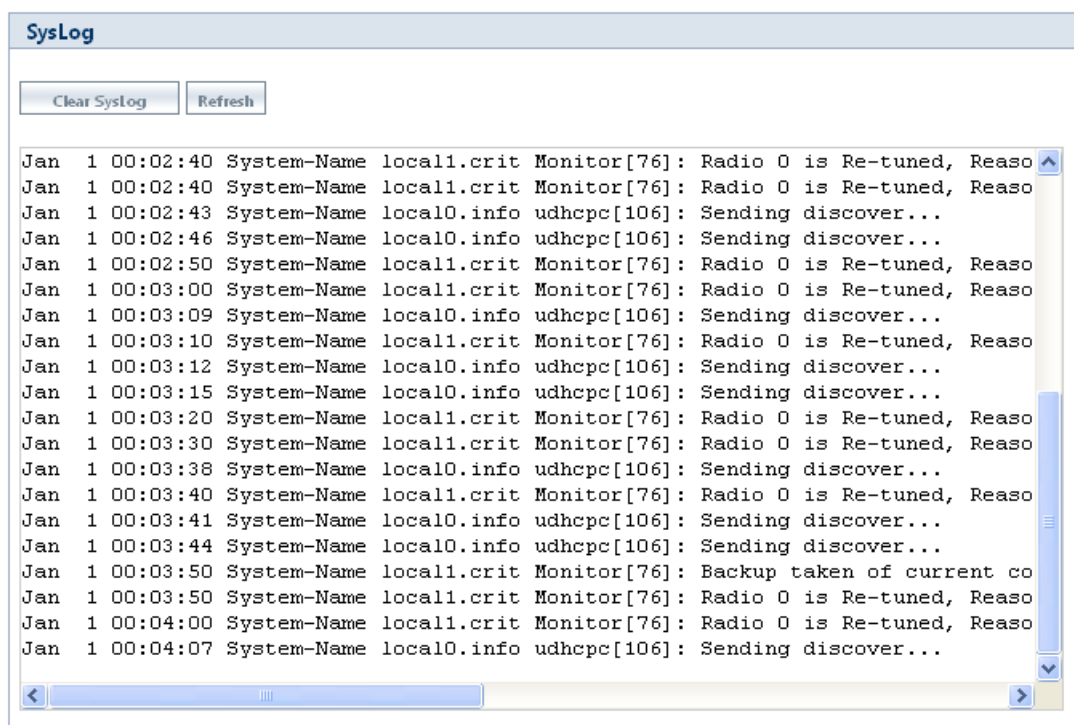 SysLog
Clear SysLog Refresh
Jan  1 00:02:40 System-Name local1.crit Monitor[76]: Radio 0 is Re-tuned, Reaso
Jan  1 00:02:40 System-Name local1.crit Monitor[76]: Radio 0 is Re-tuned, Reaso
Jan  1 00:02:43 System-Name local0.info udhcpc[106]: Sending discover...
Jan  1 00:02:46 System-Name local0.info udhcpc[106]: Sending discover...
Jan  1 00:02:50 System-Name local1.crit Monitor[76]: Radio 0 is Re-tuned, Reaso
Jan  1 00:03:00 System-Name local1.crit Monitor[76]: Radio 0 is Re-tuned, Reaso
Jan  1 00:03:09 System-Name local0.info udhcpc[106]: Sending discover...
Jan  1 00:03:10 System-Name local1.crit Monitor[76]: Radio 0 is Re-tuned, Reaso
Jan  1 00:03:12 System-Name local0.info udhcpc[106]: Sending discover...
Jan  1 00:03:15 System-Name local0.info udhcpc[106]: Sending discover...
Jan  1 00:03:20 System-Name local1.crit Monitor[76]: Radio 0 is Re-tuned, Reaso
Jan  1 00:03:30 System-Name local1.crit Monitor[76]: Radio 0 is Re-tuned, Reaso
Jan  1 00:03:38 System-Name local0.info udhcpc[106]: Sending discover...
Jan  1 00:03:40 System-Name local1.crit Monitor[76]: Radio 0 is Re-tuned, Reaso
Jan  1 00:03:41 System-Name local0.info udhcpc[106]: Sending discover...
Jan  1 00:03:44 System-Name local0.info udhcpc[106]: Sending discover...
Jan  1 00:03:50 System-Name local1.crit Monitor[76]: Backup taken of current co
Jan  1 00:03:50 System-Name local1.crit Monitor[76]: Radio 0 is Re-tuned, Reaso
Jan  1 00:04:00 System-Name local1.crit Monitor[76]: Radio 0 is Re-tuned, Reaso
Jan  1 00:04:07 System-Name local0.info udhcpc[106]: Sending discover...